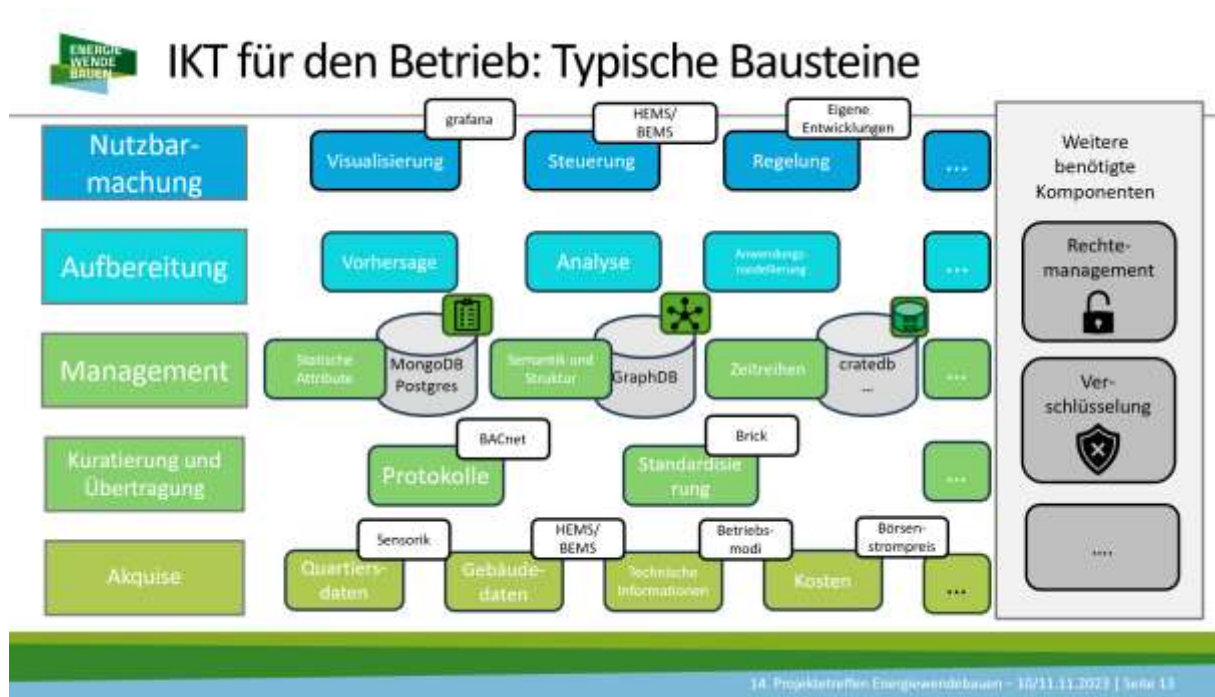 ENERGIE
WENDE
BAUEN
IKT für den Betrieb: Typische Bausteine
Nutzbar-
machung
grafana
Visualisierung
HEMS/
BEMS
Steuerung
Eigene
Entwicklungen
Regelung
...
Aufbereitung
Vorhersage
Analyse
Anwendungs-
modellierung
...
Management
Statische
Attribute
MongoDB
Postgres
Semantik und
Struktur
GraphDB
Zeitreihen
cratedb
...
...
Kuratierung und
Übertragung
BACnet
Protokolle
Brick
Standardisie
rung
...
Akquise
Sensorik
Quartiers-
daten
HEMS/
BEMS
Gebäude-
daten
Betriebs-
modi
Technische
Informationen
Börsen-
strompreis
Kosten
...
Weitere
benötigte
Komponenten
Rechte-
management
Ver-
schlüsselung
....
14. Projekttreffen Energiewendebauen – 10/11.11.2023 | Seite 13